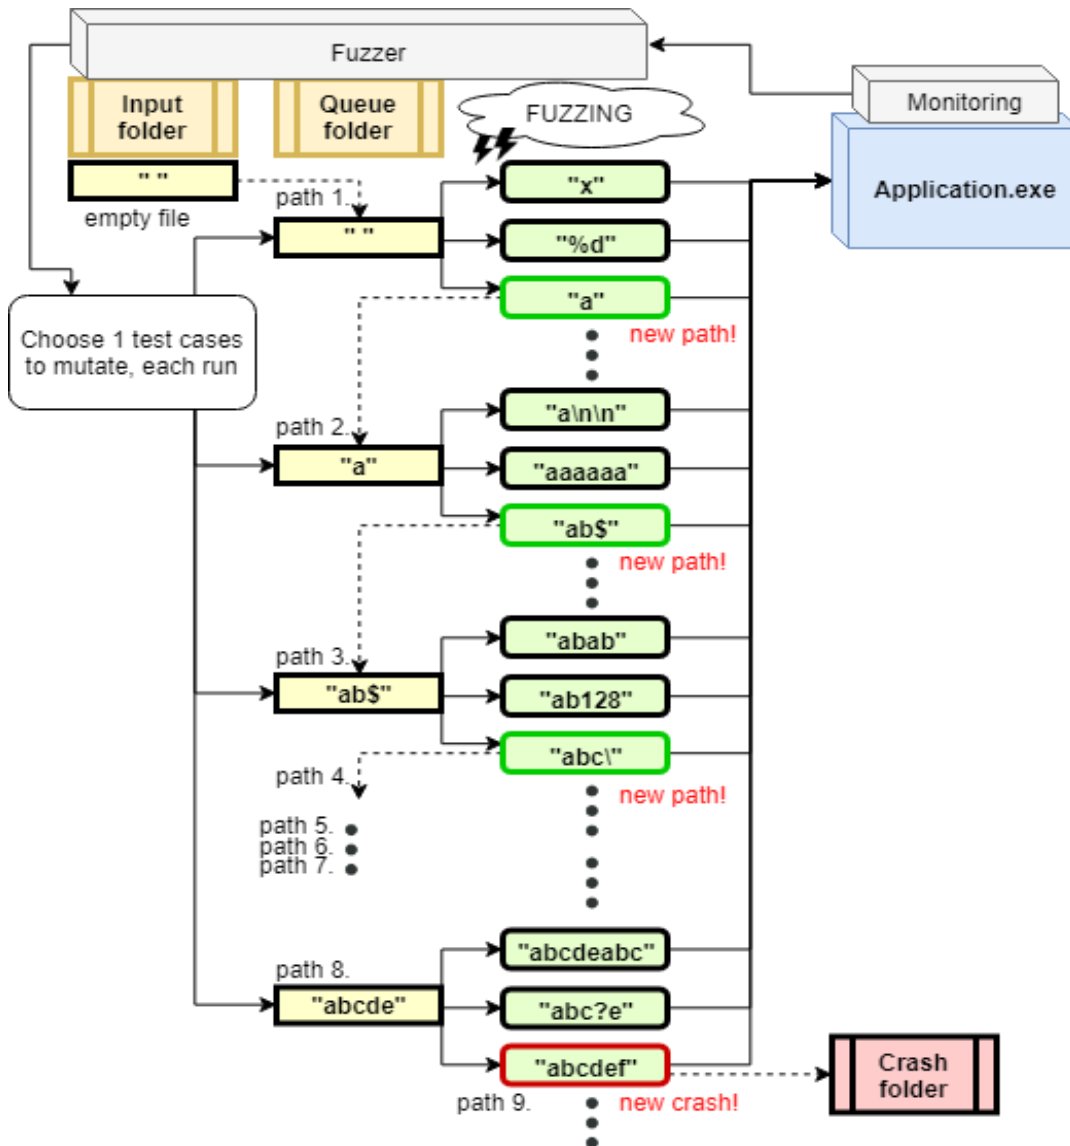 Fuzzer
Monitoring
Input
folder
Queue
folder
FUZZING
Application.exe
" "
empty file
path 1.
" "
"x"
"%d"
"a"
new path!
Choose 1 test cases
to mutate, each run
path 2.
"a"
"a\n\n"
"aaaaaa"
"ab$"
new path!
path 3.
"ab$"
"abab"
"ab128"
"abc\"
new path!
path 4.
path 5.
path 6.
path 7.
path 8.
"abcde"
"abcdeabc"
"abc?e"
"abcdef"
path 9.
new crash!
Crash
folder